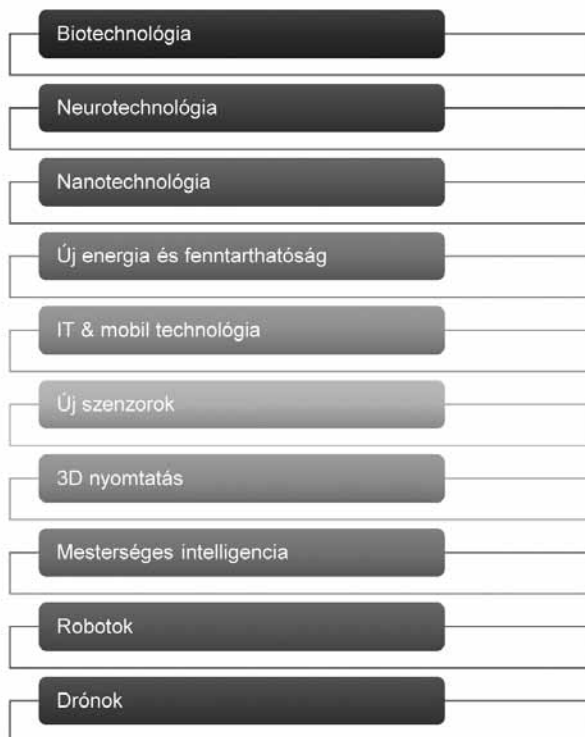 Biotechnológia
Neurotechnológia
Nanotechnológia
Új energia és fenntarthatóság
IT & mobil technológia
Új szenzorok
3D nyomtatás
Mesterséges intelligencia
Robotok
Drónok